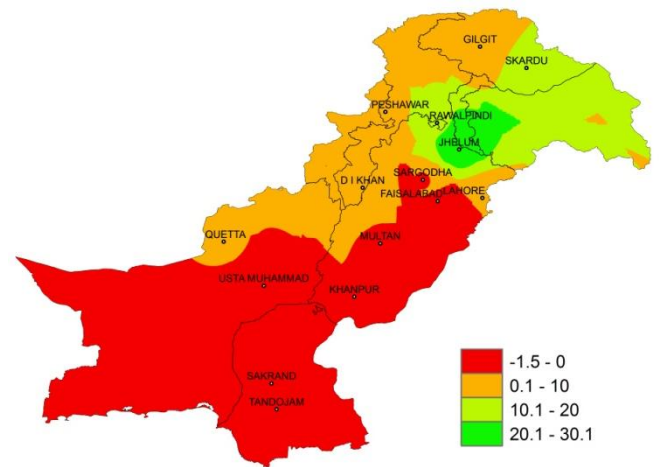 GILGIT
SKARDU
PESHAWAR
RAWALPINDI
JHBLUM
SARGODHA
D I KHAN
FAISALABAD
LAHORE
QUETTA
MULTAN
USTA MUHAMMAD
KHANPUR
SAKRAND
TANDOJAM
-1.5 - 0
0.1 - 10
10.1 - 20
20.1 - 30.1